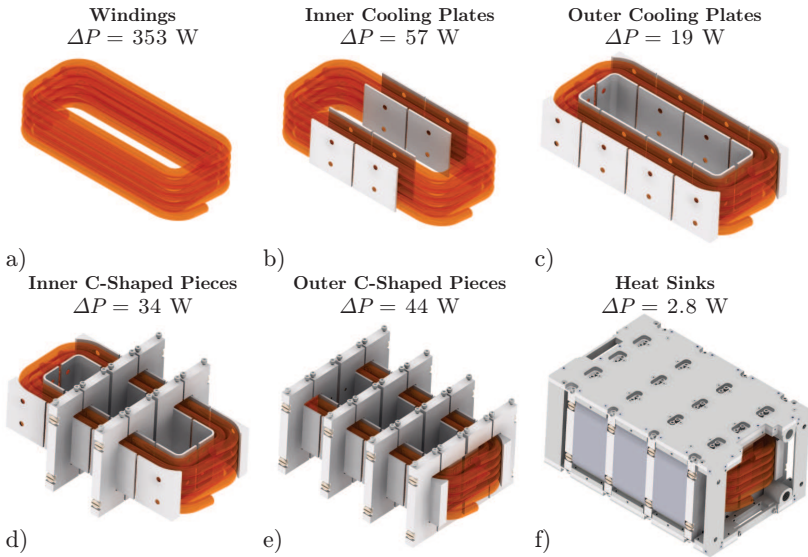 Windings
ΔP = 353 W
Inner Cooling Plates
ΔP = 57 W
Outer Cooling Plates
ΔP = 19 W
a)
b)
c)
Inner C-Shaped Pieces
ΔP = 34 W
Outer C-Shaped Pieces
ΔP = 44 W
Heat Sinks
ΔP = 2.8 W
d)
e)
f)